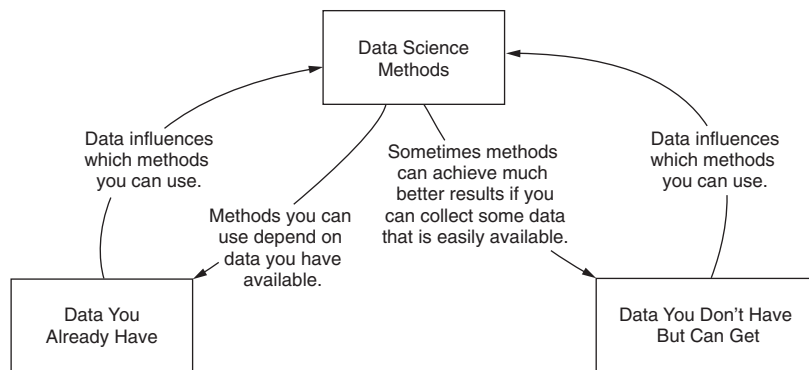 Data Science
Methods
Data influences
which methods
you can use.
Methods you can
use depend on
data you have
available.
Sometimes methods
can achieve much
better results if you
can collect some data
that is easily available.
Data influences
which methods
you can use.
Data You
Already Have
Data You Don’t Have
But Can Get